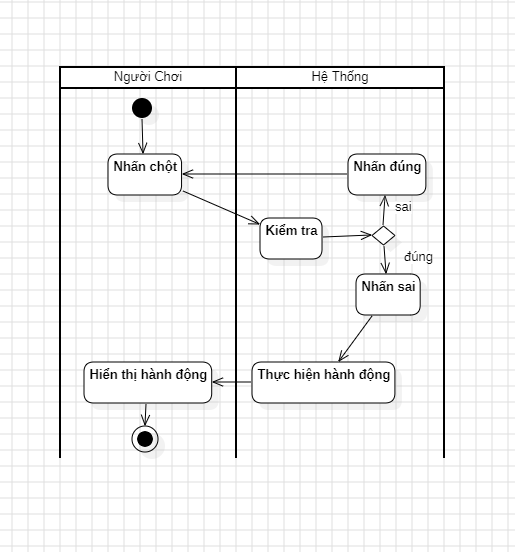 Người Chơi
Hệ Thống
Nhấn chột
Nhấn đúng
sai
Kiểm tra
đúng
Nhấn sai
Hiển thị hành động
Thực hiện hành động